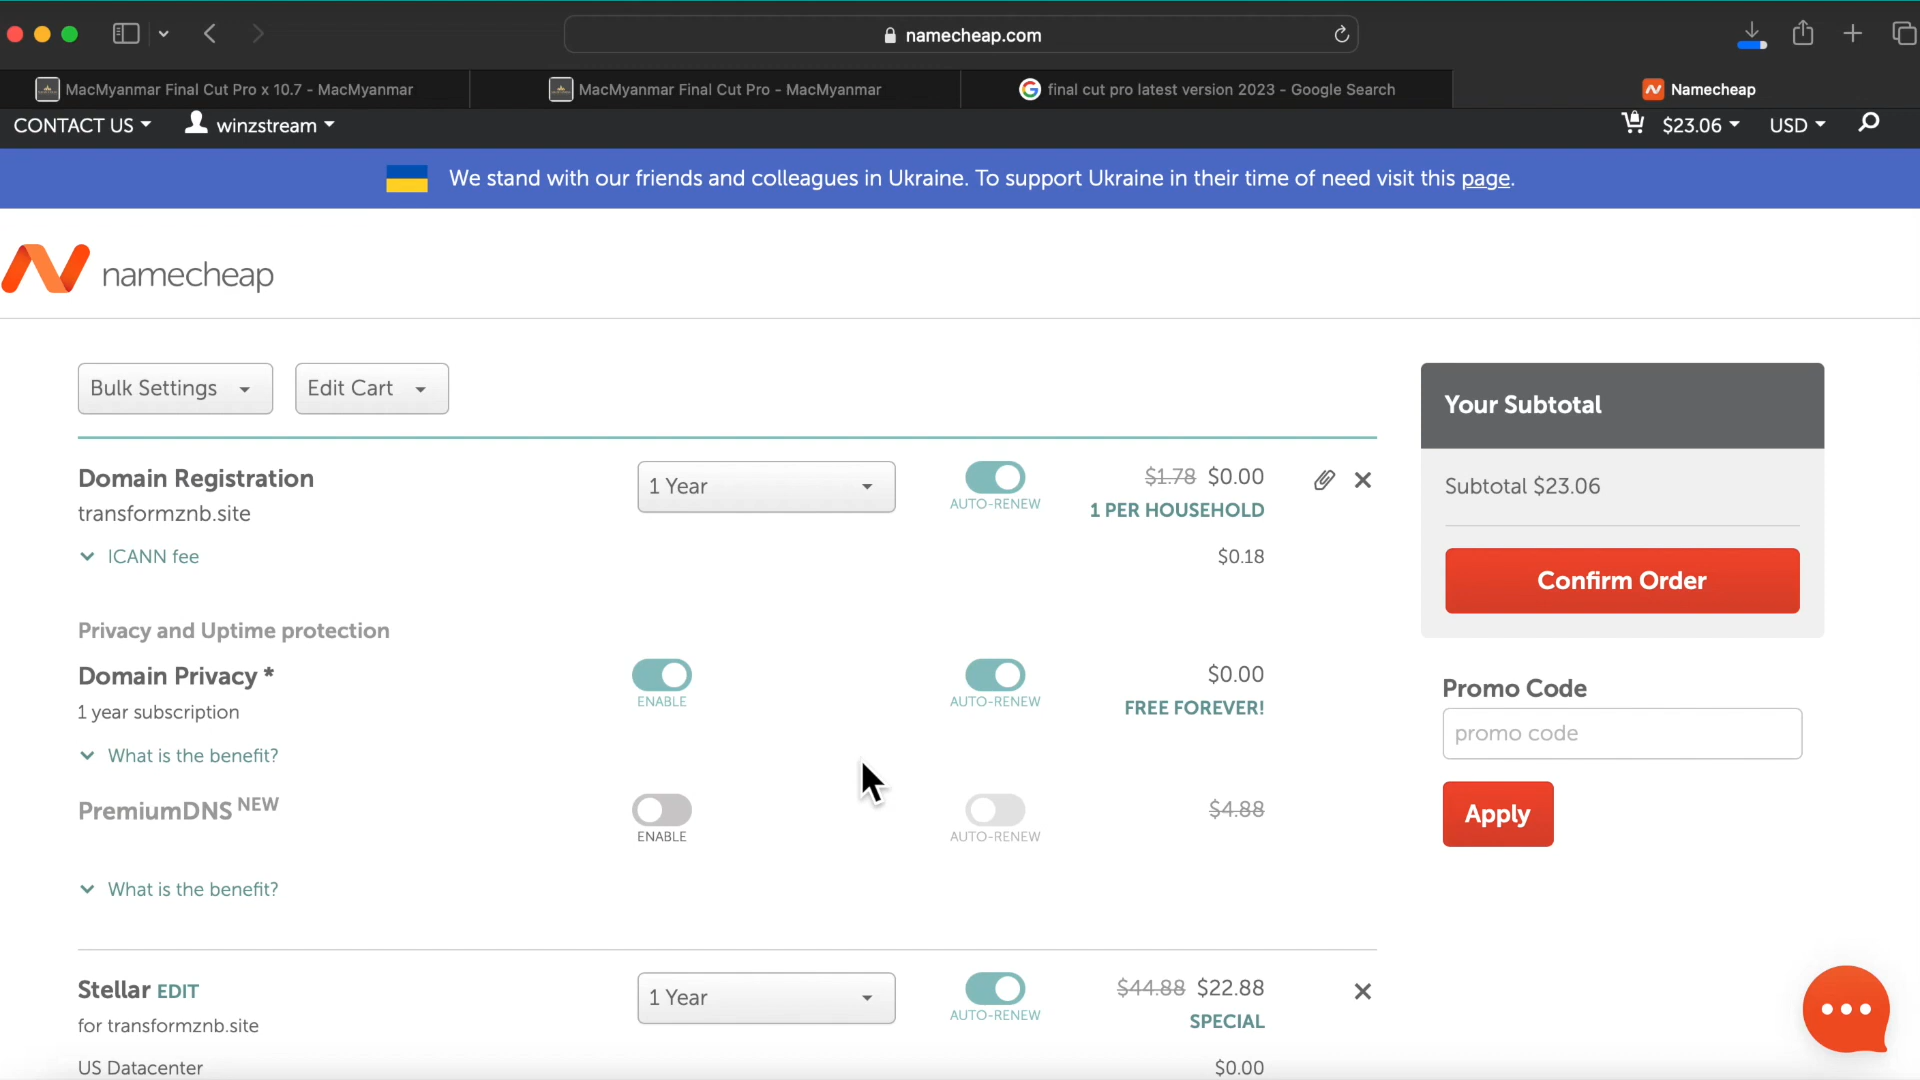 namecheap.com
MacMyanmar Final Cut Pro x 10.7 - MacMyanmar
MacMyanmar Final Cut Pro - MacMyanmar
final cut pro latest version 2023 - Google Search
Namecheap
CONTACT US
winzstream
$23.06
USD
We stand with our friends and colleagues in Ukraine. To support Ukraine in their time of need visit this page.
namecheap
Bulk Settings
Edit Cart
Your Subtotal
Domain Registration
1 Year
$1.78 $0.00
AUTO-RENEW
transformznb.site
1 PER HOUSEHOLD
Subtotal $23.06
ICANN fee
$0.18
Confirm Order
Privacy and Uptime protection
Domain Privacy *
$0.00
ENABLE
AUTO-RENEW
1 year subscription
FREE FOREVER!
Promo Code
promo code
What is the benefit?
PremiumDNS NEW
$4.88
ENABLE
AUTO-RENEW
Apply
What is the benefit?
Stellar EDIT
1 Year
$44.88 $22.88
AUTO-RENEW
SPECIAL
for transformznb.site
US Datacenter
$0.00